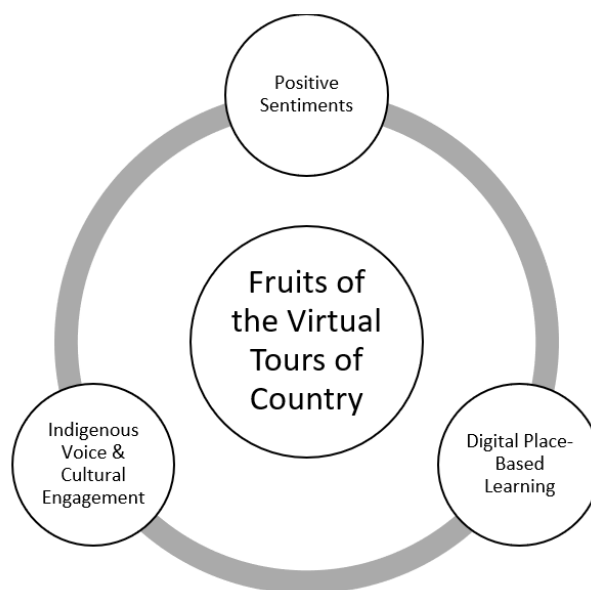 Positive
Sentiments
Fruits of
the Virtual
Tours of
Country
Indigenous
Voice &
Cultural
Engagement
Digital Place-
Based
Learning